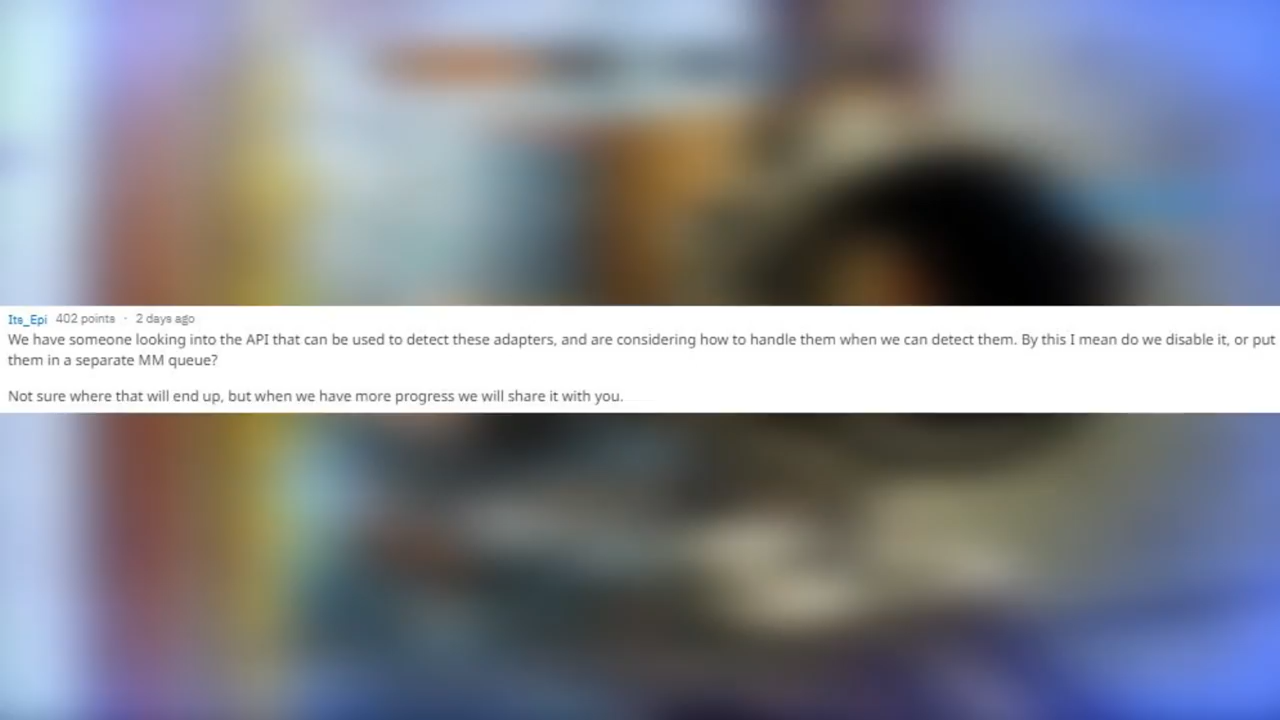 Its_Epi 402 points · 2 days ago
We have someone looking into the API that can be used to detect these adapters, and are considering how to handle them when we can detect them. By this I mean do we disable it, or put
them in a separate MM queue?
Not sure where that will end up, but when we have more progress we will share it with you.